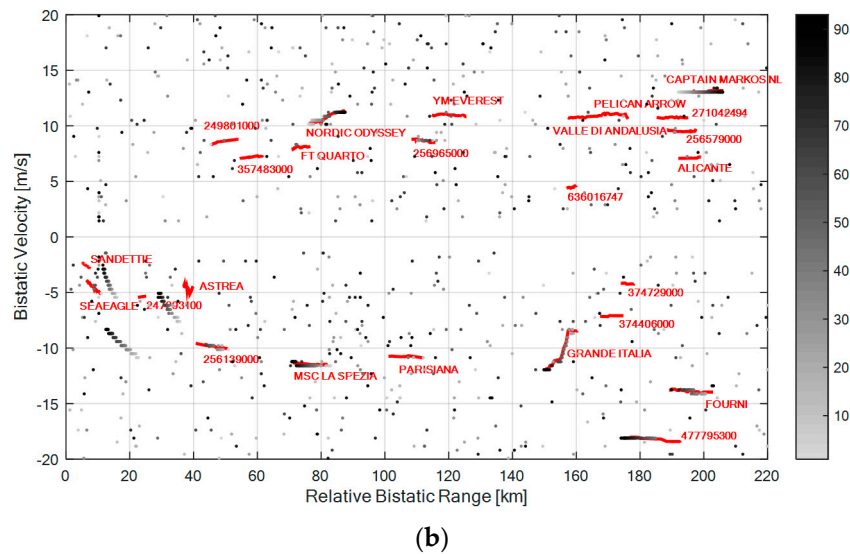 20
15
10
5
0
-5
-10
-15
-20
Bistatic Velocity [m/s]
0 20 40 60 80 100 120 140 160 180 200 220
Relative Bistatic Range [km]
90
80
70
60
50
40
30
20
10
CAPTAIN MARKOS NL
YM EVEREST
PELICAN ARROW
271042494
249801000
NORDIC ODYSSEY
VALLE DI ANDALUSIA
256579000
357483000
FT QUARTO
256965000
ALICANTE
636016747
SANDETTIE
ASTREA
SEAEAGLE
247293100
374729000
374406000
256139000
MSC LA SPEZIA
PARISIANA
GRANDE ITALIA
FOURNI
477795300
(b)